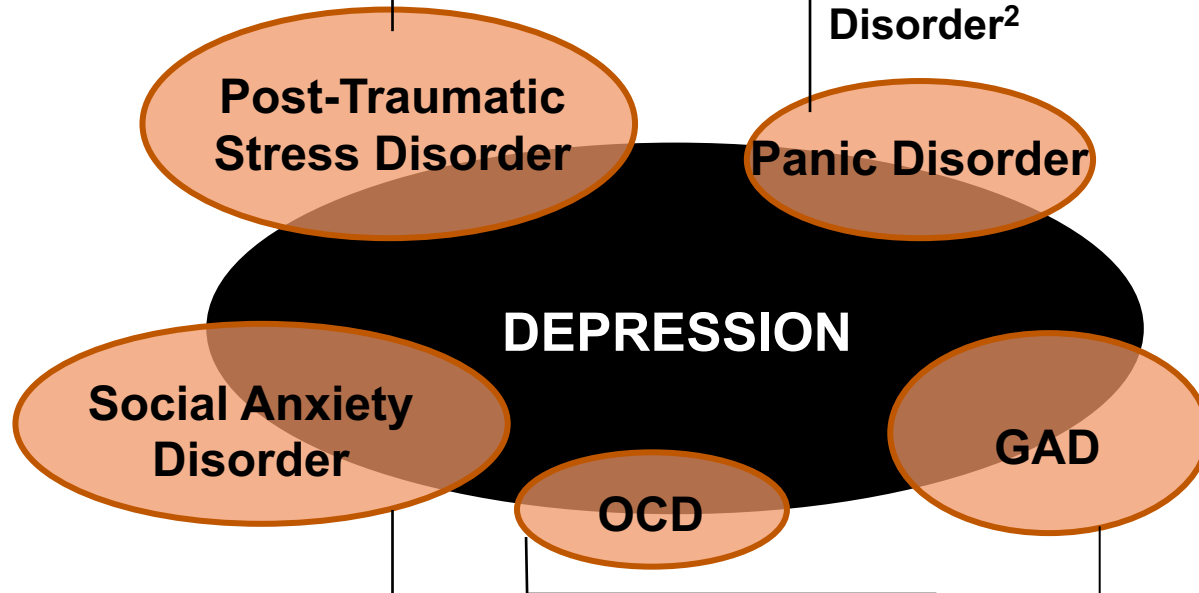 Disorder²
Post-Traumatic
Stress Disorder
Panic Disorder
DEPRESSION
Social Anxiety
Disorder
GAD
OCD